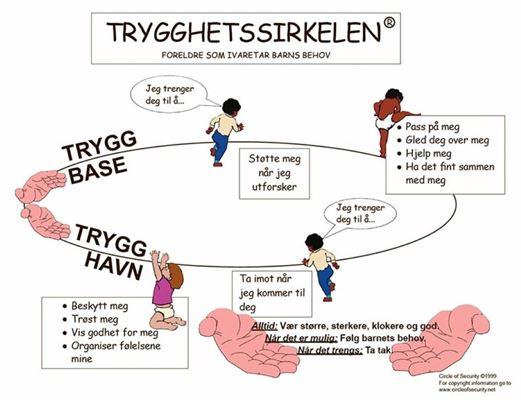 TRYGGHETSSIRKELEN®
FORELDRE SOM IVARETAR BARNS BEHOV
Jeg trenger
deg til å...
TRYGG
BASE
Støtte meg
når jeg
utforsker
• Pass på meg
• Gled deg over meg
• Hjelp meg
• Ha det fint sammen
med meg
Jeg trenger
deg til å...
TRYGG
HAVN
Ta imot når
jeg kommer til
deg
• Beskytt meg
• Trøst meg
• Vis godhet for meg
• Organiser følelsene
mine
Alltid: Vær større, sterkere, klokere og god.
Når det er mulig: Følg barnets behov.
Når det trengs: Ta tak.
Circle of Security ©1999
For copyright information go to
www.circleofsecurity.net